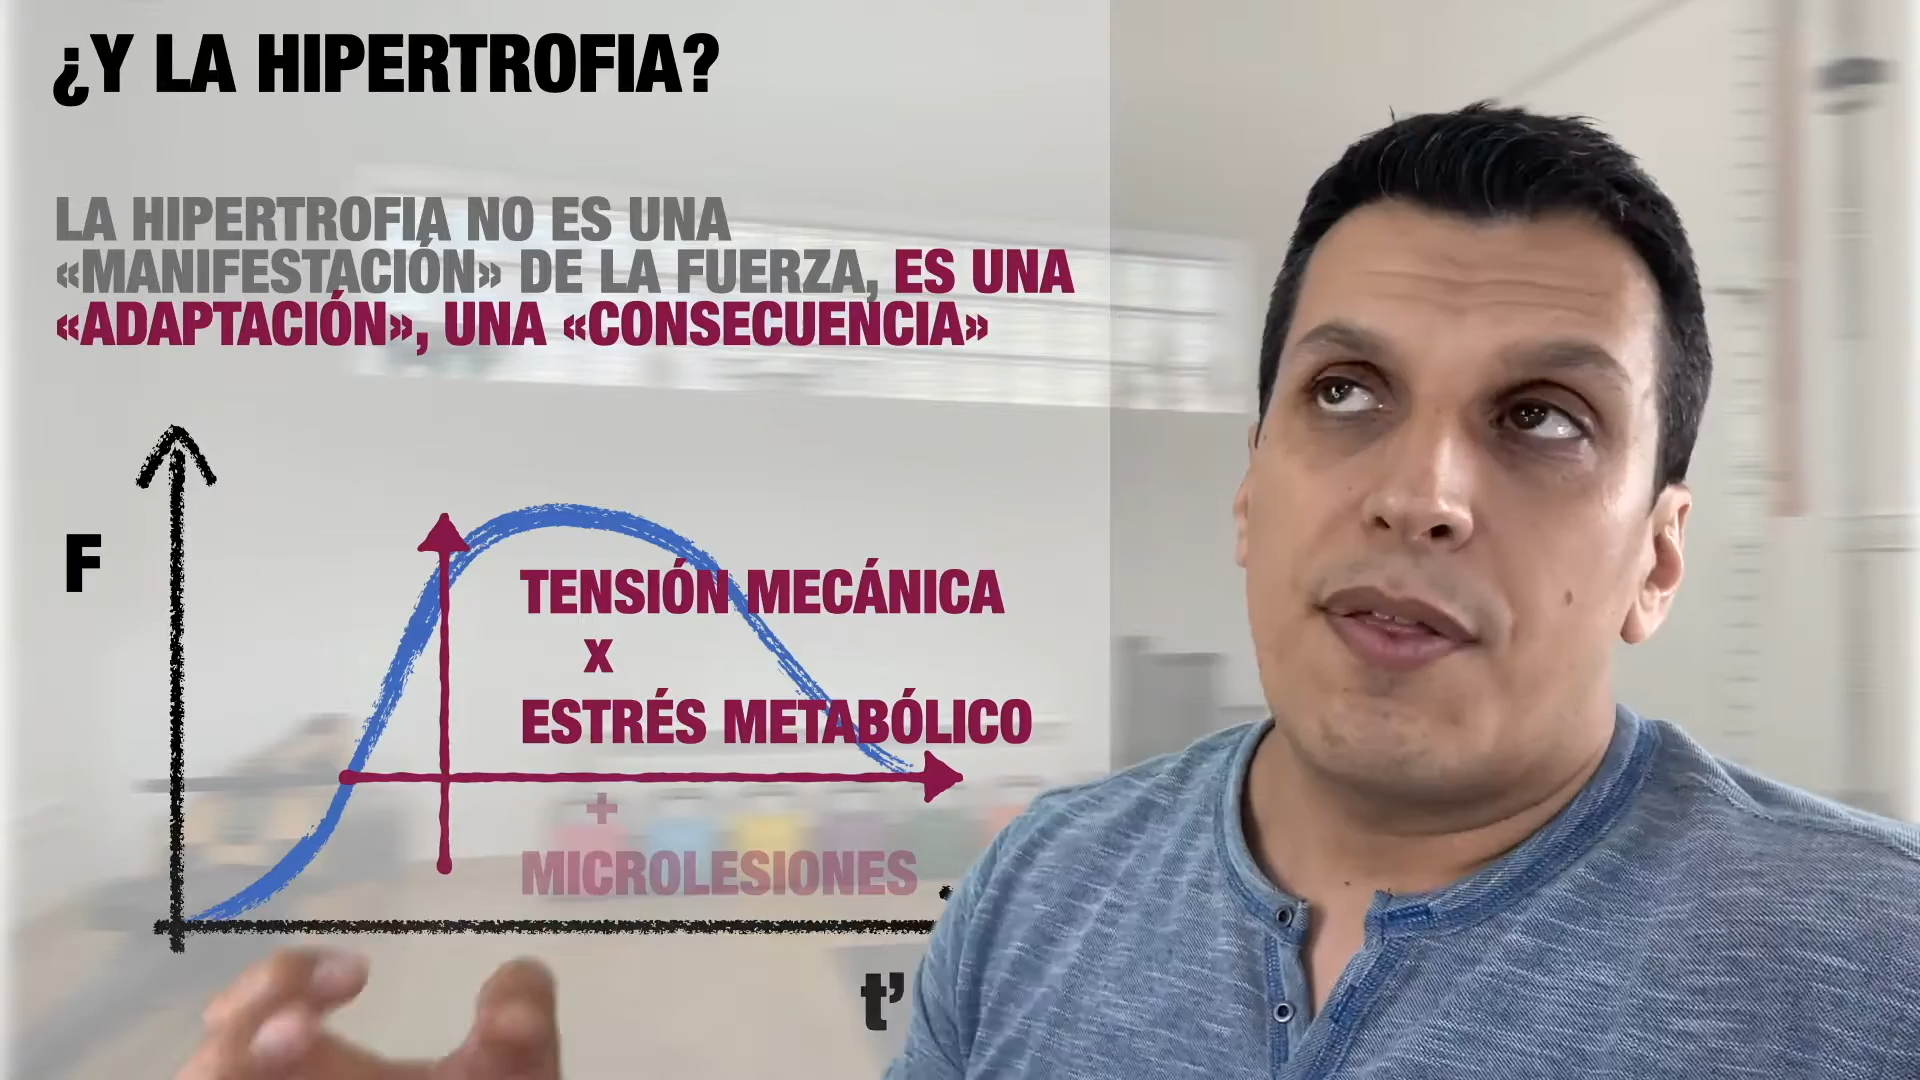 ¿Y LA HIPERTROFIA?
LA HIPERTROFIA NO ES UNA
«MANIFESTACIÓN» DE LA FUERZA, ES UNA
«ADAPTACIÓN», UNA «CONSECUENCIA»
F
TENSIÓN MECÁNICA
x
ESTRÉS METABÓLICO
+
MICROLESIONES
t’